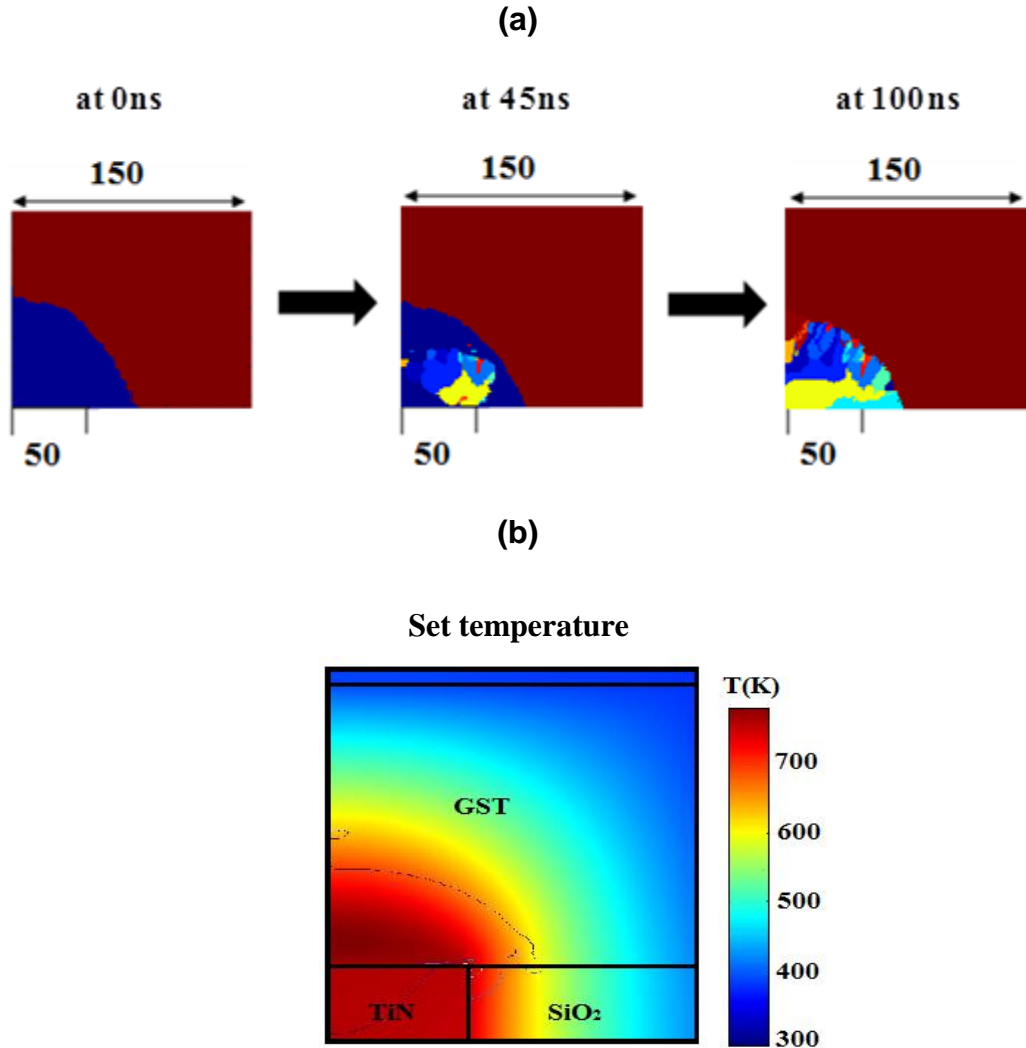 (a)
at 0ns at 45ns at 100ns
150 150 150
50 50 50
(b)
Set temperature
T(K)
700
GST
600
500
400
TiN SiO₂
300